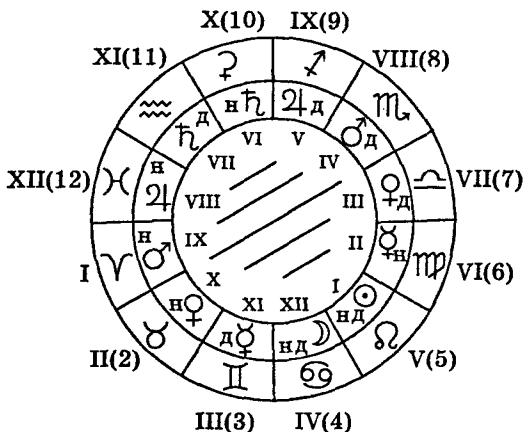 X(10) IX(9)
XI(11) VIII(8)
н♄ ♃д
♄д ♂д
VI V
VII IV
XII(12) н♃ VIII III ♀д VII(7)
I н♂ IX II ☿н VI(6)
X I
н♀ нд☉
XI XII
II(2) д☿ нд☽ V(5)
III(3) IV(4)